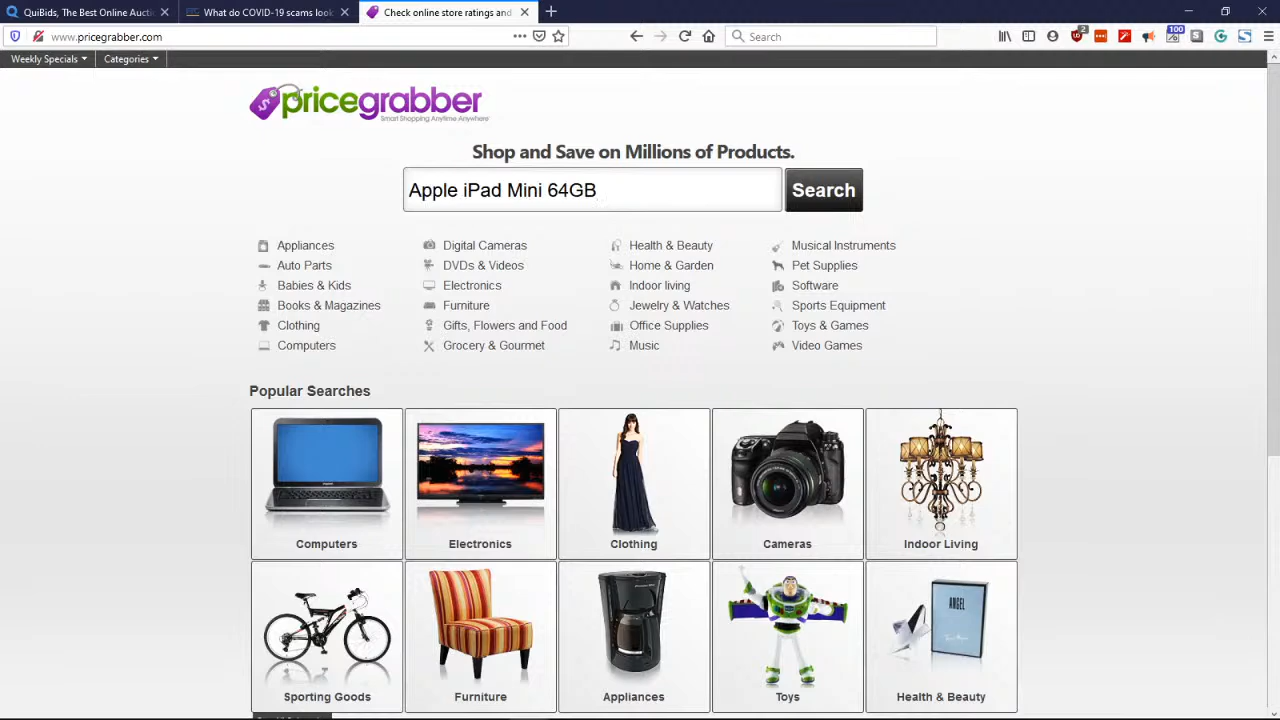 QuiBids, The Best Online Aucti
What do COVID-19 scams look
Check online store ratings and
www.pricegrabber.com
Search
2
100
Weekly Specials
Categories
pricegrabber
Smart Shopping Anytime Anywhere
Shop and Save on Millions of Products.
Apple iPad Mini 64GB
Search
Appliances
Digital Cameras
Health & Beauty
Musical Instruments
Auto Parts
DVDs & Videos
Home & Garden
Pet Supplies
Babies & Kids
Electronics
Indoor living
Software
Books & Magazines
Furniture
Jewelry & Watches
Sports Equipment
Clothing
Gifts, Flowers and Food
Office Supplies
Toys & Games
Computers
Grocery & Gourmet
Music
Video Games
Popular Searches
Computers
Electronics
Clothing
Cameras
Indoor Living
ANGEL
Sporting Goods
Furniture
Appliances
Toys
Health & Beauty